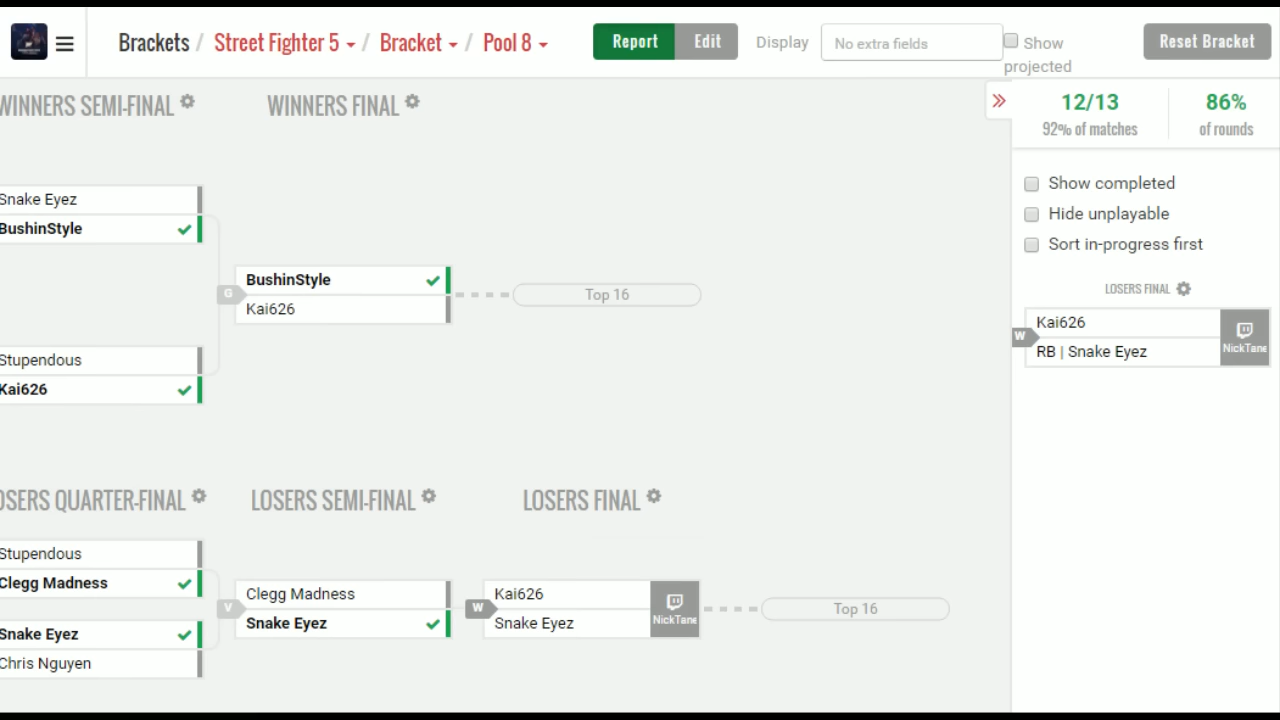 Brackets / Street Fighter 5 / Bracket / Pool 8
Report Edit
Display
No extra fields
Show projected
Reset Bracket
WINNERS SEMI-FINAL
WINNERS FINAL
12/13
92% of matches
86%
of rounds
Show completed
Hide unplayable
Sort in-progress first
LOSERS FINAL
W
Kai626
RB | Snake Eyez
NickTane
Snake Eyez
BushinStyle
Stupendous
Kai626
G
BushinStyle
Kai626
Top 16
OSERS QUARTER-FINAL
LOSERS SEMI-FINAL
LOSERS FINAL
Stupendous
Clegg Madness
Snake Eyez
Chris Nguyen
V
Clegg Madness
Snake Eyez
W
Kai626
Snake Eyez
NickTane
Top 16